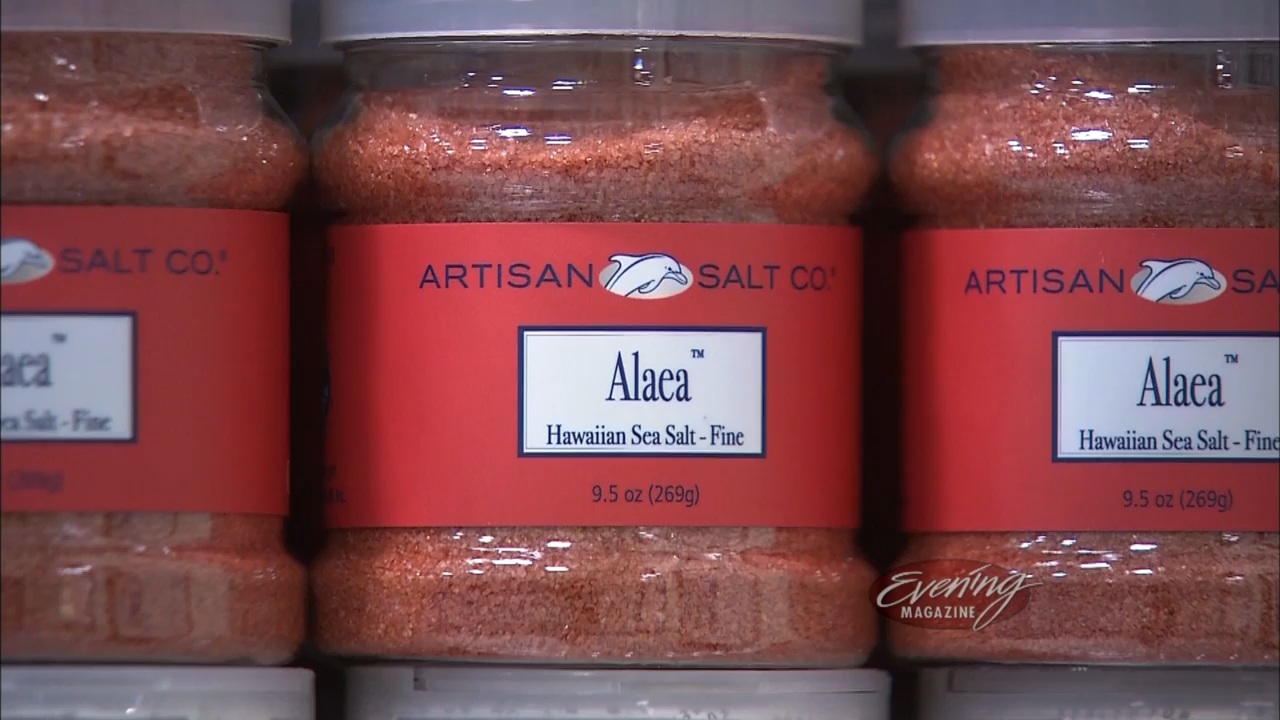 SALT CO.®
aea™
ea Salt - Fine
ARTISAN SALT CO.®
Alaea™
Hawaiian Sea Salt - Fine
9.5 oz (269g)
ARTISAN SA
Alaea™
Hawaiian Sea Salt - Fine
9.5 oz (269g)
Evening
MAGAZINE